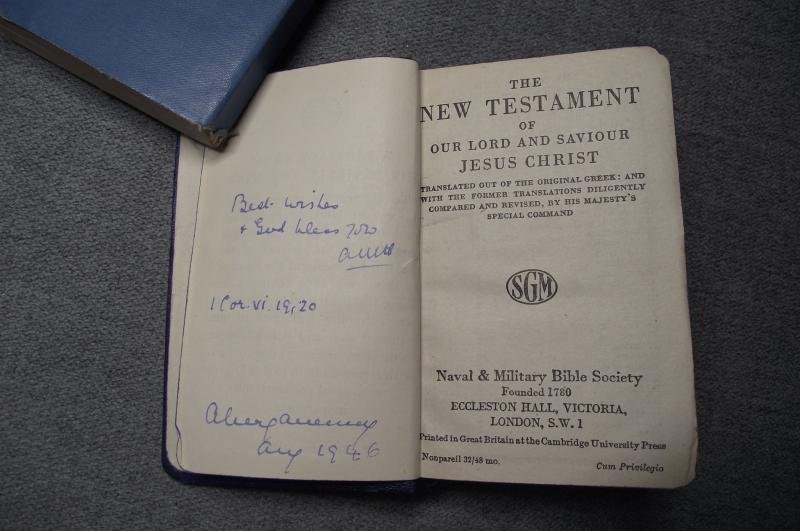 Best wishes
& God bless you
1 Cor. vi. 19, 20
Abergavenny
Aug 1946
THE
NEW TESTAMENT
OF
OUR LORD AND SAVIOUR
JESUS CHRIST
TRANSLATED OUT OF THE ORIGINAL GREEK: AND
WITH THE FORMER TRANSLATIONS DILIGENTLY
COMPARED AND REVISED, BY HIS MAJESTY'S
SPECIAL COMMAND
SGM
Naval & Military Bible Society
Founded 1780
ECCLESTON HALL, VICTORIA,
LONDON, S.W. 1
Printed in Great Britain at the Cambridge University Press
Nonpareil 32/48 mo.
Cum Privilegio